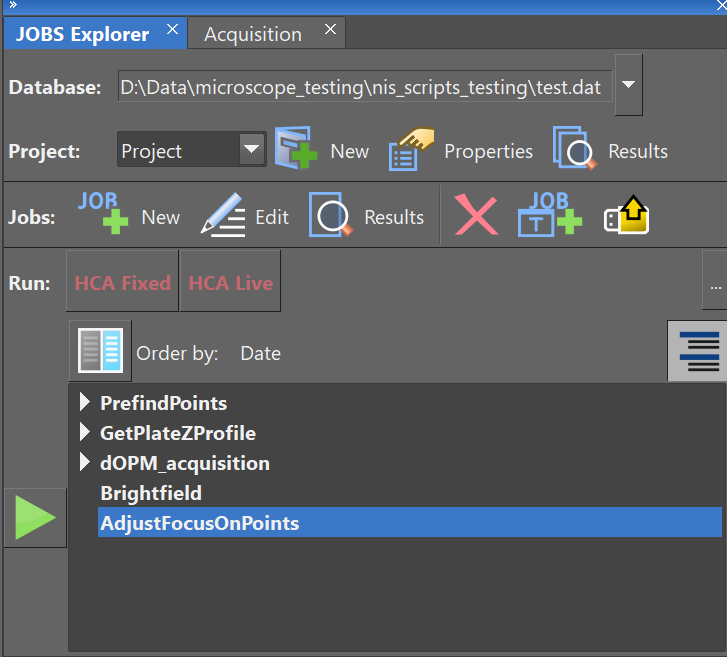 »
JOBS Explorer × Acquisition ×
Database: D:\Data\microscope_testing\nis_scripts_testing\test.dat
Project: Project New Properties Results
Jobs: JOB New Edit Results JOB T
Run: HCA Fixed HCA Live ...
Order by: Date
PrefindPoints
GetPlateZProfile
dOPM_acquisition
Brightfield
AdjustFocusOnPoints